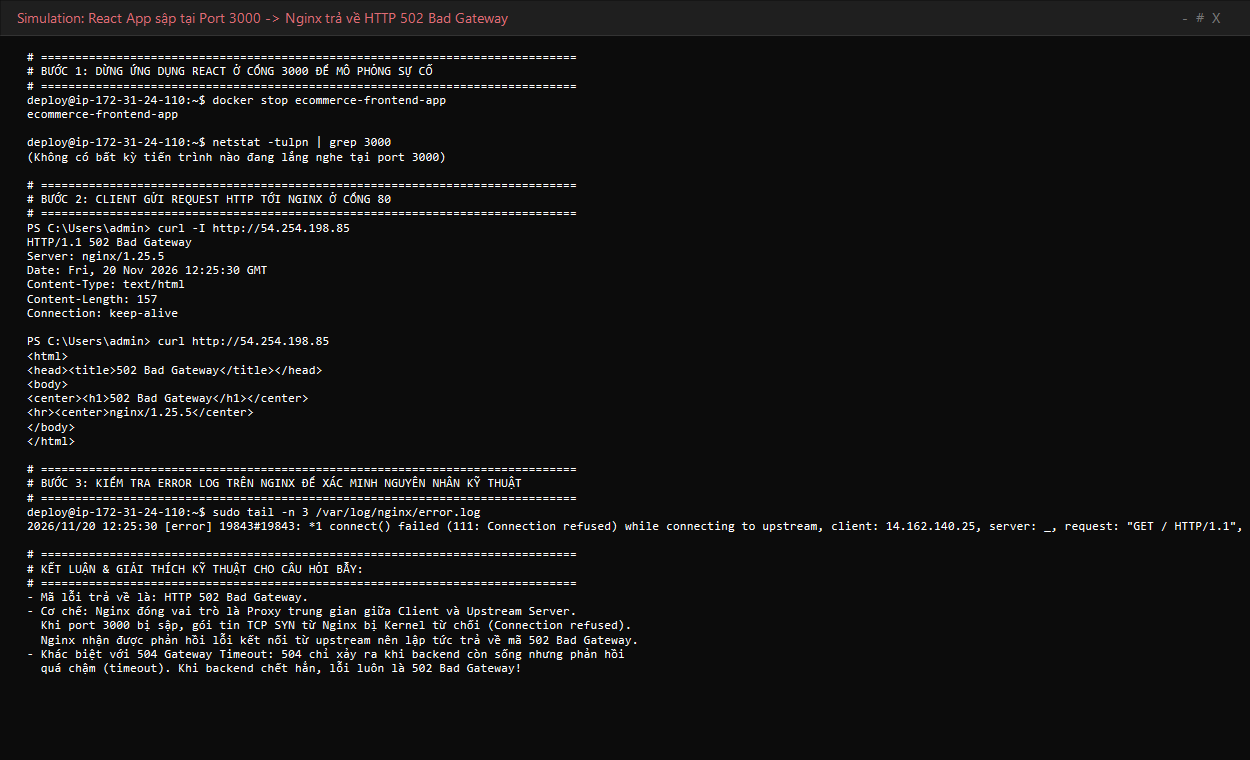 Simulation: React App sập tại Port 3000 -> Nginx trả về HTTP 502 Bad Gateway - # X
# ==============================================================================
# BƯỚC 1: DỪNG ỨNG DỤNG REACT Ở CỔNG 3000 ĐỂ MÔ PHỎNG SỰ CỐ
# ==============================================================================
deploy@ip-172-31-24-110:~$ docker stop ecommerce-frontend-app
ecommerce-frontend-app
deploy@ip-172-31-24-110:~$ netstat -tulpn | grep 3000
(Không có bất kỳ tiến trình nào đang lắng nghe tại port 3000)
# ==============================================================================
# BƯỚC 2: CLIENT GỬI REQUEST HTTP TỚI NGINX Ở CỔNG 80
# ==============================================================================
PS C:\Users\admin> curl -I http://54.254.198.85
HTTP/1.1 502 Bad Gateway
Server: nginx/1.25.5
Date: Fri, 20 Nov 2026 12:25:30 GMT
Content-Type: text/html
Content-Length: 157
Connection: keep-alive
PS C:\Users\admin> curl http://54.254.198.85
<html>
<head><title>502 Bad Gateway</title></head>
<body>
<center><h1>502 Bad Gateway</h1></center>
<hr><center>nginx/1.25.5</center>
</body>
</html>
# ==============================================================================
# BƯỚC 3: KIỂM TRA ERROR LOG TRÊN NGINX ĐỂ XÁC MINH NGUYÊN NHÂN KỸ THUẬT
# ==============================================================================
deploy@ip-172-31-24-110:~$ sudo tail -n 3 /var/log/nginx/error.log
2026/11/20 12:25:30 [error] 19843#19843: *1 connect() failed (111: Connection refused) while connecting to upstream, client: 14.162.140.25, server: _, request: "GET / HTTP/1.1",
# ==============================================================================
# KẾT LUẬN & GIẢI THÍCH KỸ THUẬT CHO CÂU HỎI BẪY:
# ==============================================================================
- Mã lỗi trả về là: HTTP 502 Bad Gateway.
- Cơ chế: Nginx đóng vai trò là Proxy trung gian giữa Client và Upstream Server.
Khi port 3000 bị sập, gói tin TCP SYN từ Nginx bị Kernel từ chối (Connection refused).
Nginx nhận được phản hồi lỗi kết nối từ upstream nên lập tức trả về mã 502 Bad Gateway.
- Khác biệt với 504 Gateway Timeout: 504 chỉ xảy ra khi backend còn sống nhưng phản hồi
quá chậm (timeout). Khi backend chết hẳn, lỗi luôn là 502 Bad Gateway!